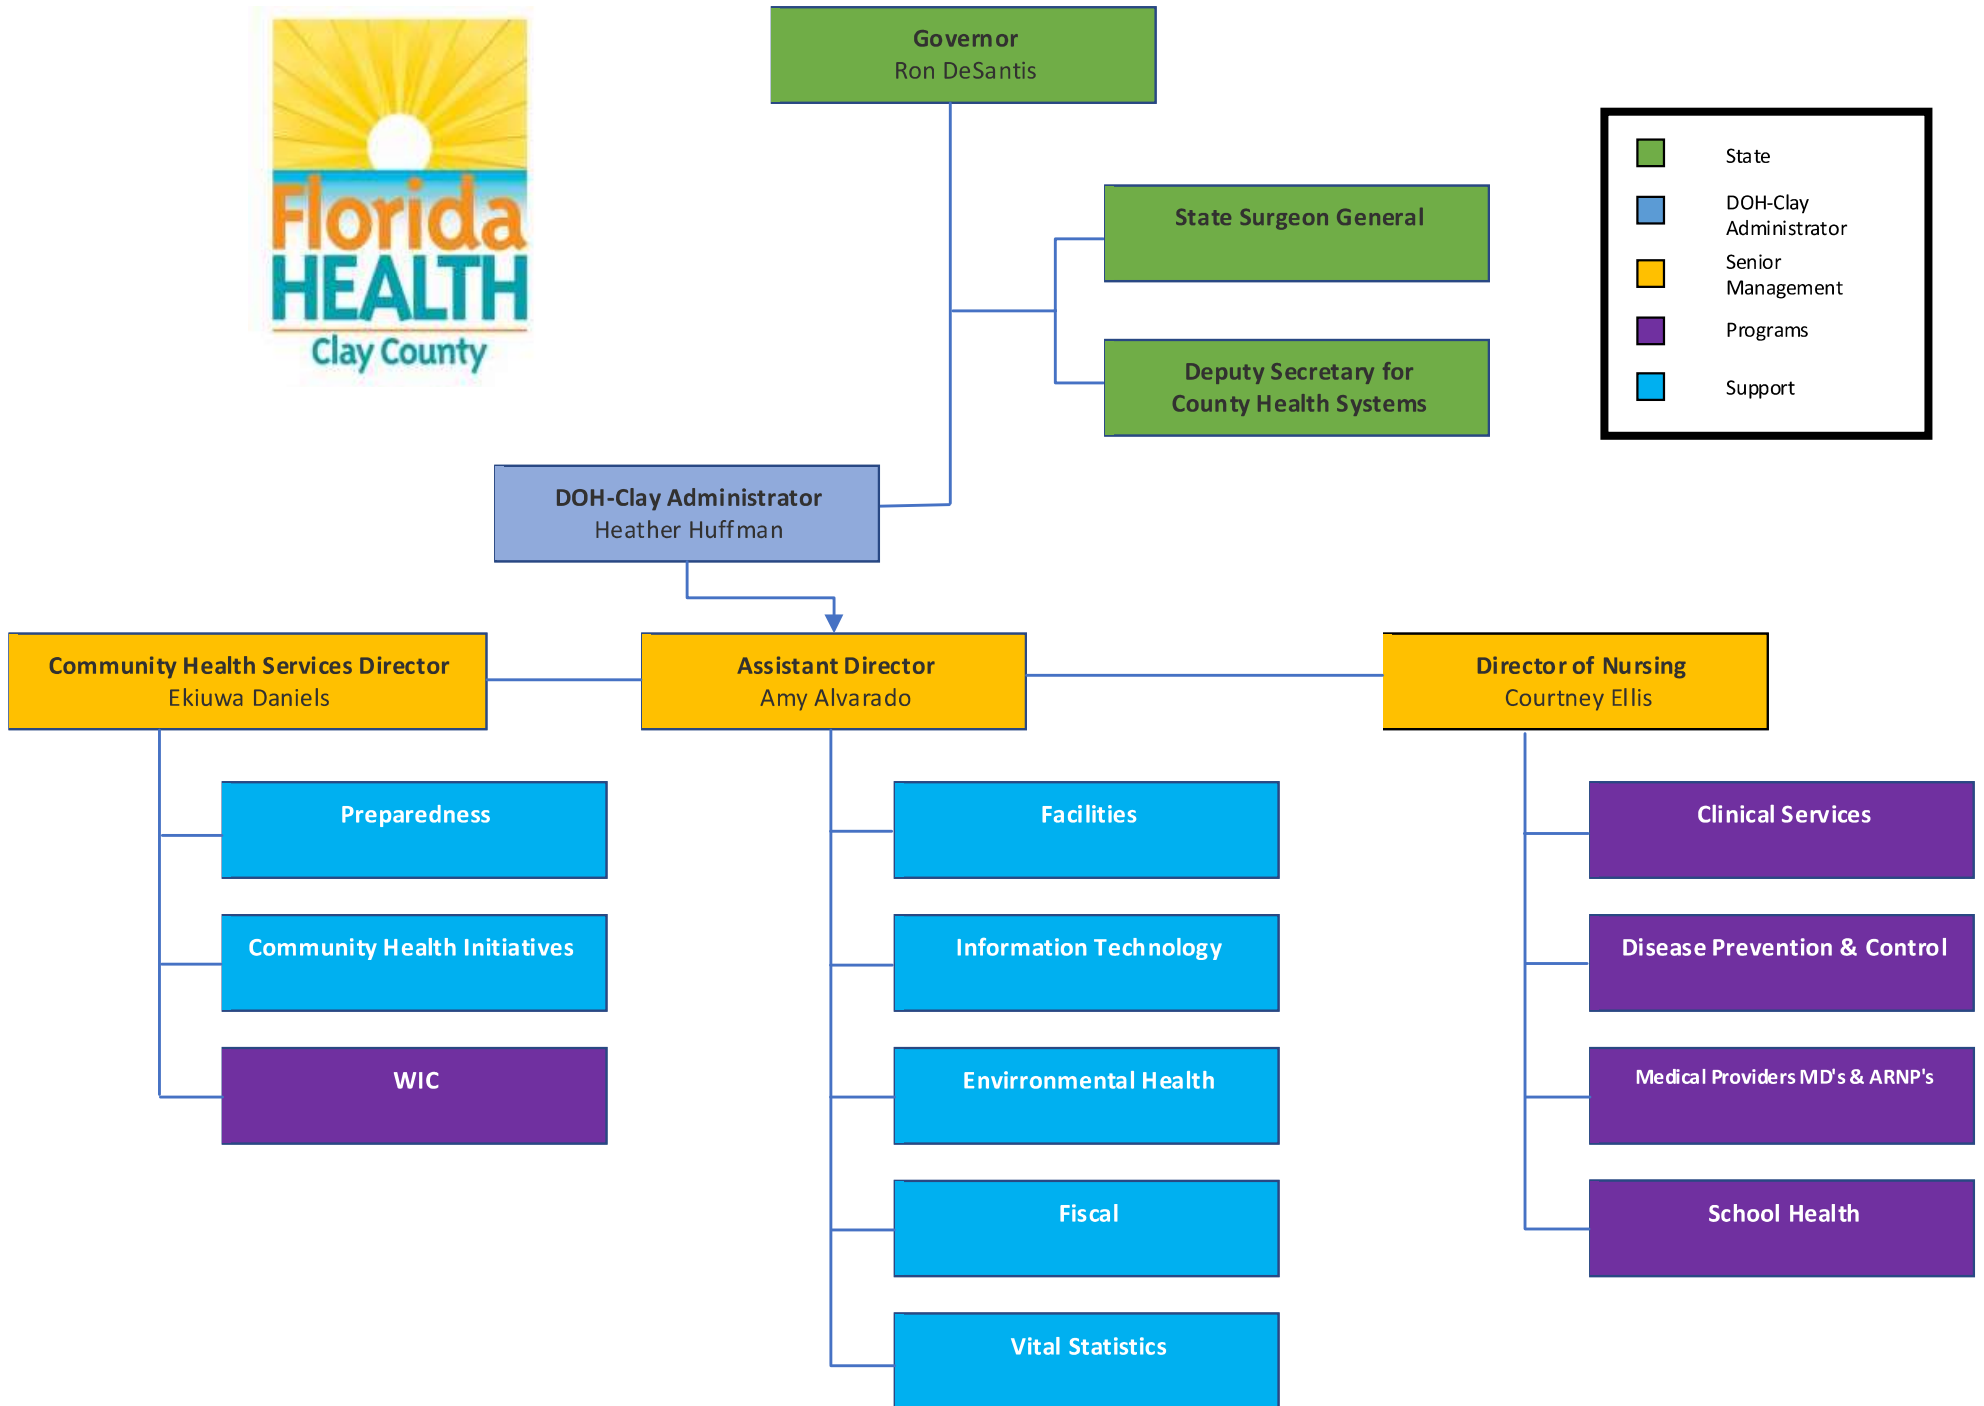 Florida
HEALTH
Clay County
Governor
Ron DeSantis
State Surgeon General
Deputy Secretary for
County Health Systems
State
DOH-Clay
Administrator
Senior
Management
Programs
Support
DOH-Clay Administrator
Heather Huffman
Community Health Services Director
Ekiuwa Daniels
Assistant Director
Amy Alvarado
Director of Nursing
Courtney Ellis
Preparedness
Community Health Initiatives
WIC
Facilities
Information Technology
Envirronmental Health
Fiscal
Vital Statistics
Clinical Services
Disease Prevention & Control
Medical Providers MD's & ARNP's
School Health